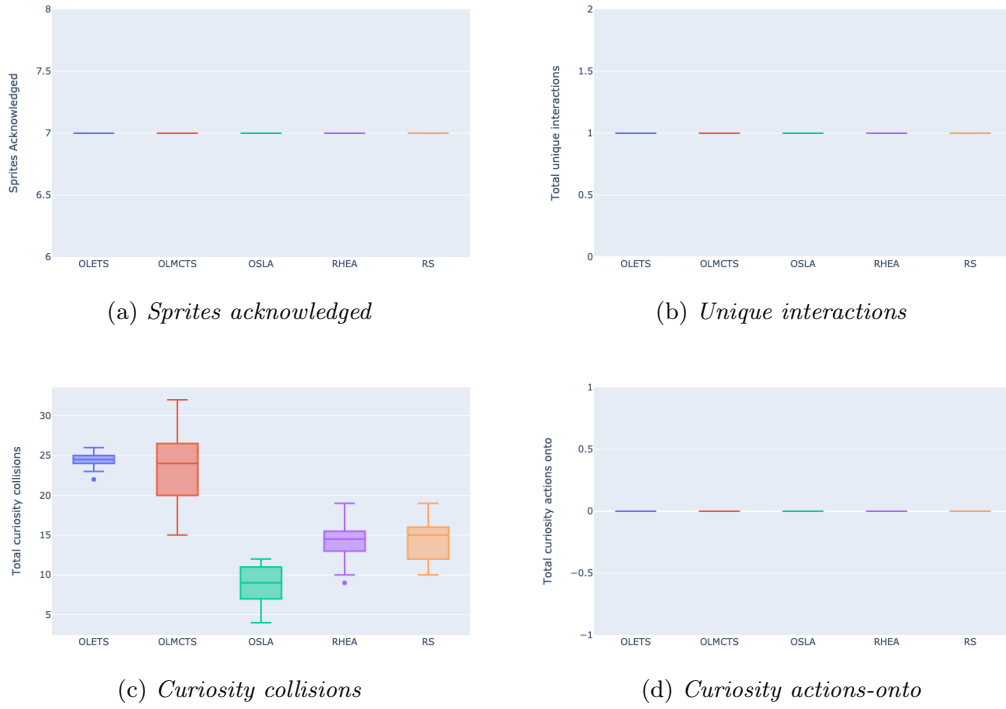 8
7.5
7
6.5
6
Sprites Acknowledged
OLETS OLMCTS OSLA RHEA RS
(a) Sprites acknowledged
2
1.5
1
0.5
0
Total unique interactions
OLETS OLMCTS OSLA RHEA RS
(b) Unique interactions
30
25
20
15
10
5
Total curiosity collisions
OLETS OLMCTS OSLA RHEA RS
(c) Curiosity collisions
1
0.5
0
−0.5
−1
Total curiosity actions onto
OLETS OLMCTS OSLA RHEA RS
(d) Curiosity actions-onto